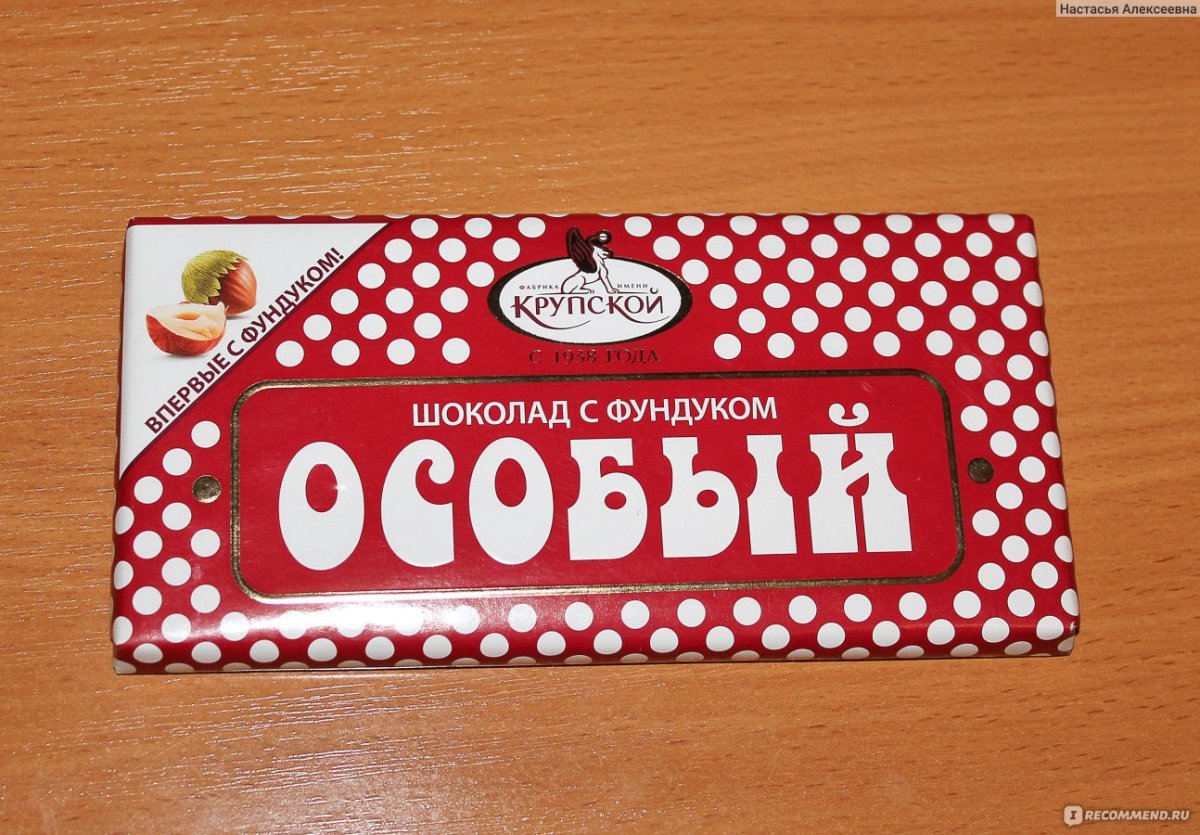 Настасья Алексеевна
ВПЕРВЫЕ С ФУНДУКОМ!
ФАБРИКА ИМЕНИ
КРУПСКОЙ
С 1938 ГОДА
ШОКОЛАД С ФУНДУКОМ
ОСОБЫЙ
IRECOMMEND.RU